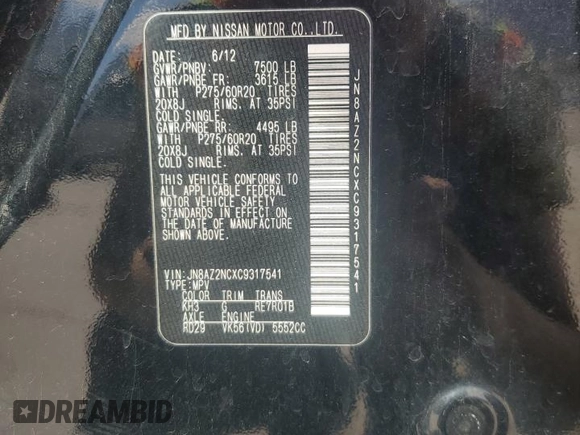 MFD BY NISSAN MOTOR CO.,LTD.
DATE: 6/12
GVWR/PNBV: 7500 LB
GAWR/PNBE FR: 3615 LB
WITH P275/60R20 TIRES
20X8J RIMS, AT 35PSI
COLD SINGLE.
GAWR/PNBE RR: 4495 LB
WITH P275/60R20 TIRES
20X8J RIMS, AT 35PSI
COLD SINGLE.
THIS VEHICLE CONFORMS TO
ALL APPLICABLE FEDERAL
MOTOR VEHICLE SAFETY
STANDARDS IN EFFECT ON
THE DATE OF MANUFACTURE
SHOWN ABOVE.
VIN:JN8AZ2NCXC9317541
TYPE:MPV
COLOR TRIM TRANS
KH3 G RE7R01B
AXLE ENGINE
RD29 VK56(VD) 5552CC
JN8AZ2NCXC9317541
DREAMBID